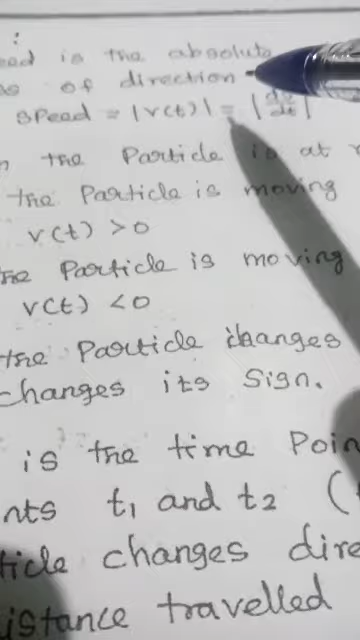 is the absolute
of direction
Speed = |v(t)| = |
the Particle is at
the Particle is moving
v(t) > 0
Particle is moving
v(t) < 0
the Particle changes
changes its Sign.
is the time Poin
nts t₁ and t₂ (
ticle changes dire
istance travelled